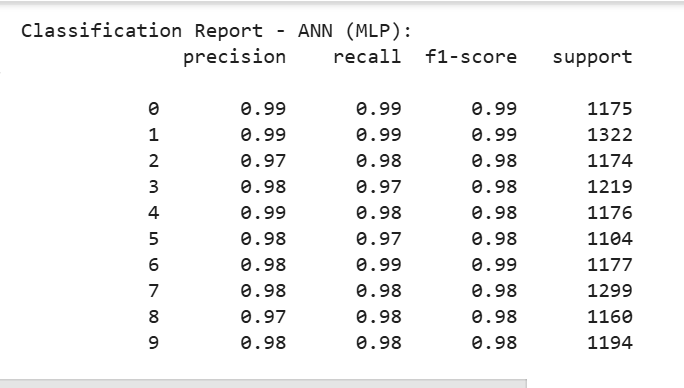 Classification Report - ANN (MLP):
precision recall f1-score support
0 0.99 0.99 0.99 1175
1 0.99 0.99 0.99 1322
2 0.97 0.98 0.98 1174
3 0.98 0.97 0.98 1219
4 0.99 0.98 0.98 1176
5 0.98 0.97 0.98 1104
6 0.98 0.99 0.99 1177
7 0.98 0.98 0.98 1299
8 0.97 0.98 0.98 1160
9 0.98 0.98 0.98 1194